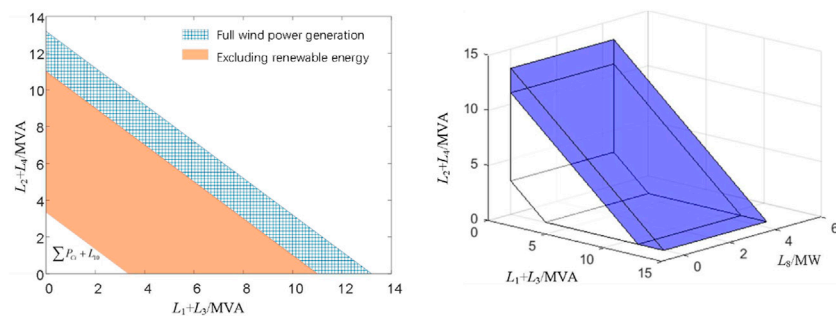 14
12
10
8
6
4
2
0
L₂+L₄/MVA
Full wind power generation
Excluding renewable energy
0 2 4 6 8 10 12 14
L₁+L₃/MVA
15
10
5
0
L₂+L₄/MVA
0
5
10
15
L₁+L₃/MVA
0
2
4
6
L₈/MW